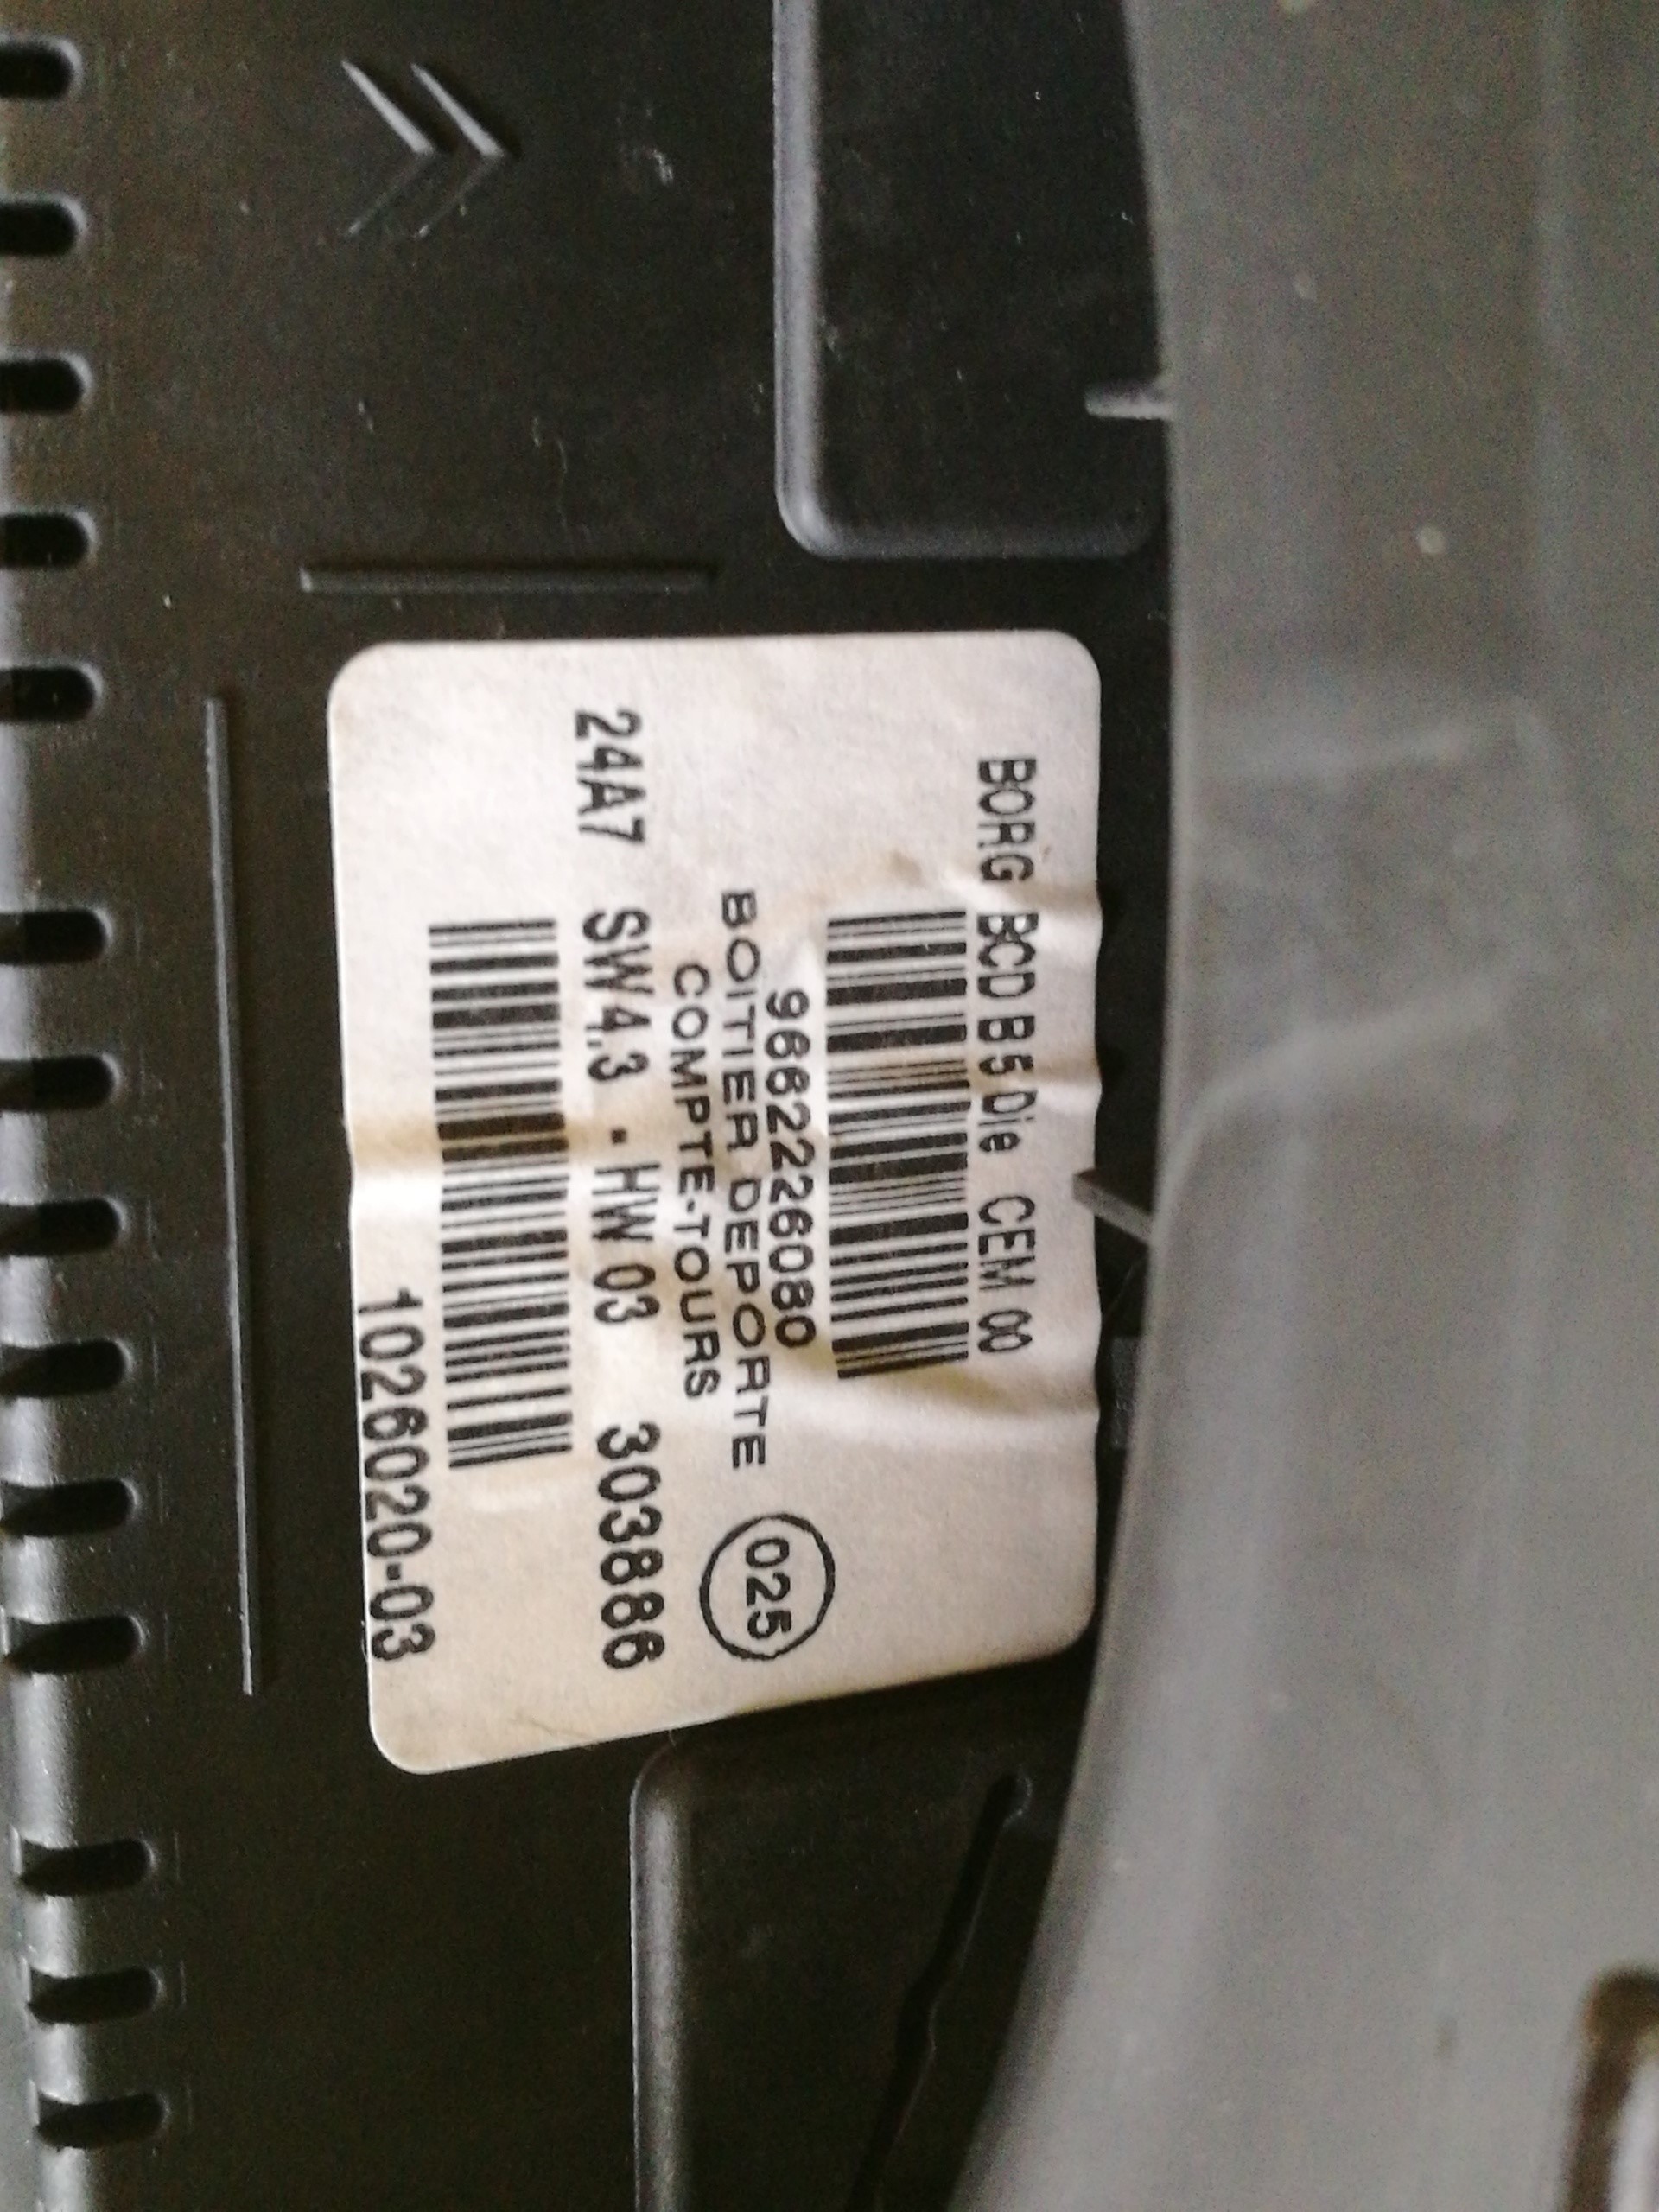 BORG BCD B5 Die CEM 00
9662226080
BOITIER DEPORTE
COMPTE-TOURS
025
24A7 SW4.3 - HW 03 303886
1026020-03